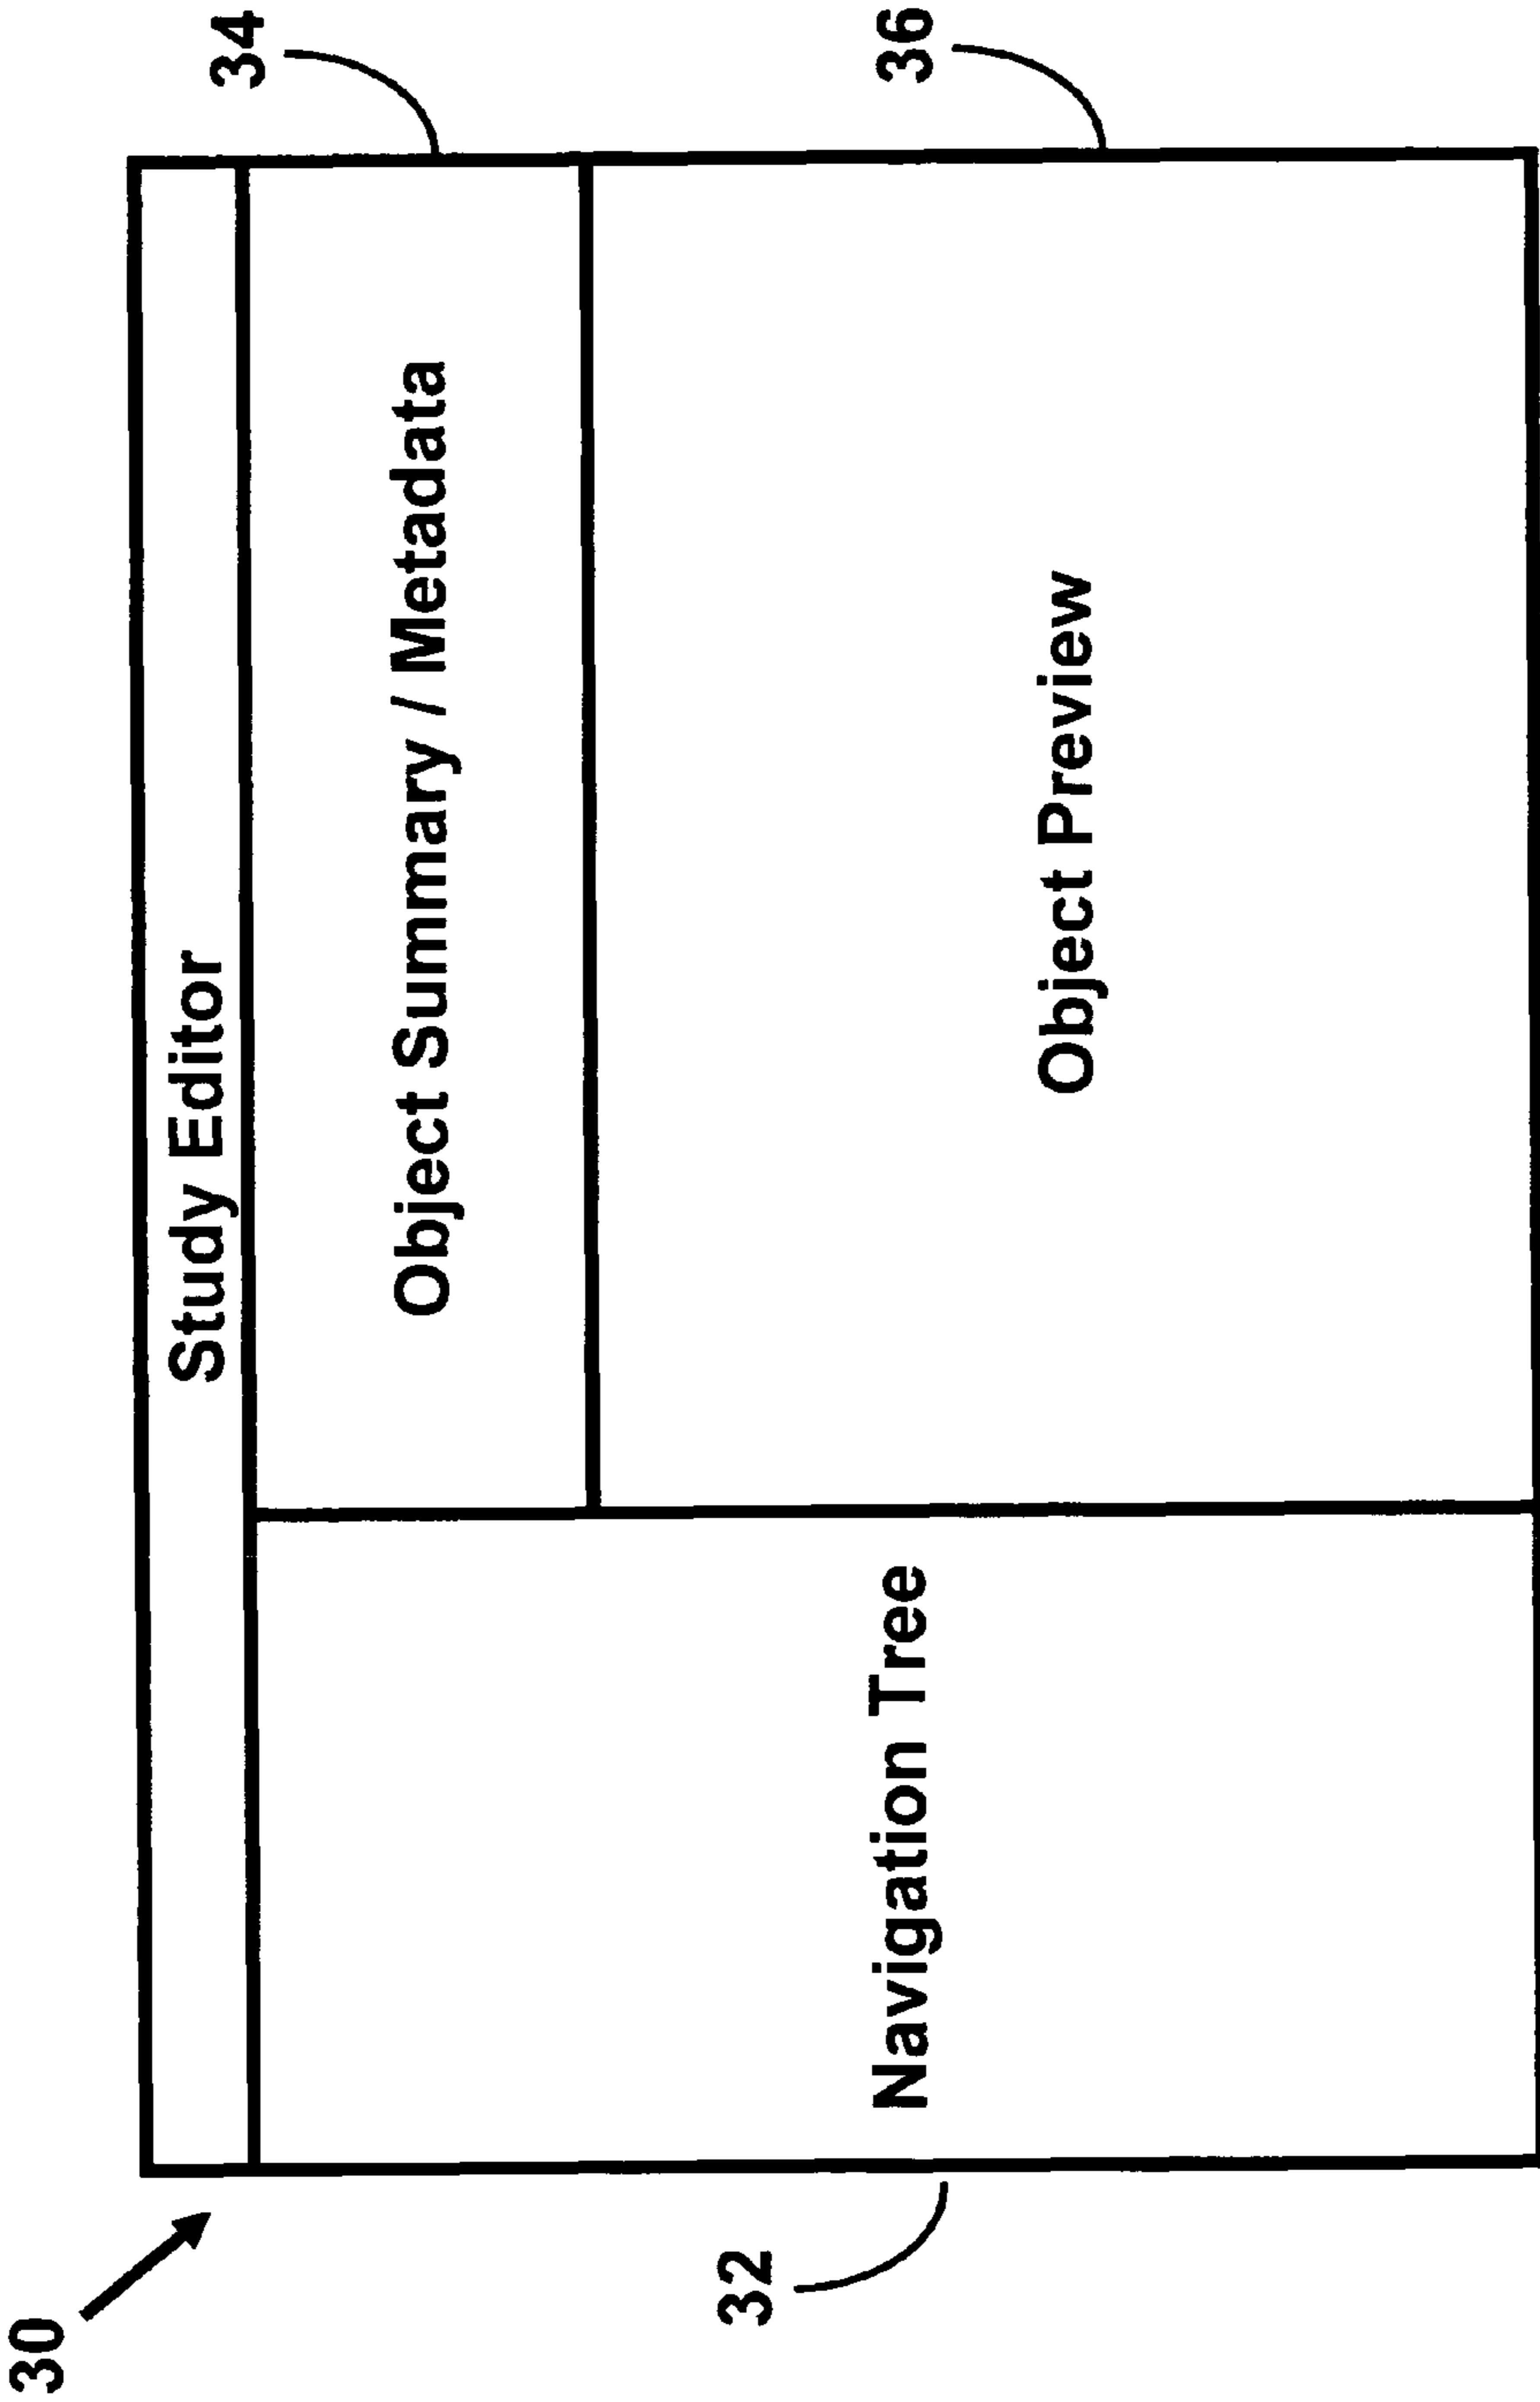 30
Study Editor
34
Object Summary / Metadata
32
Navigation Tree
Object Preview
36